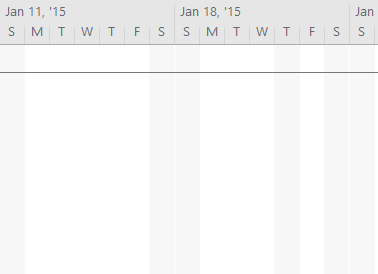 Jan 11, '15 Jan 18, '15 Jan
S M T W T F S S M T W T F S S